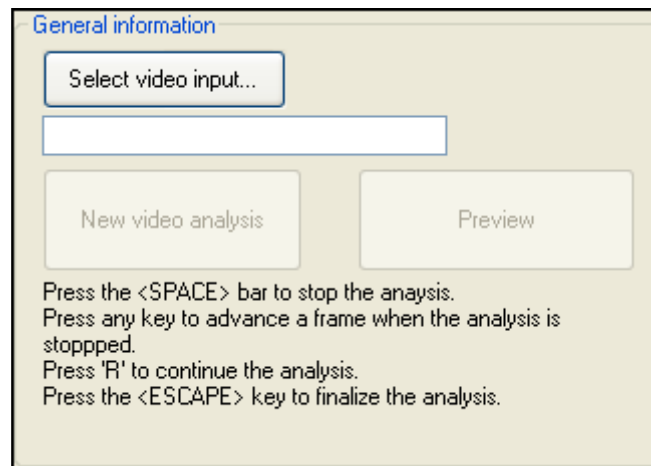 General information
Select video input...
New video analysis
Preview
Press the <SPACE> bar to stop the anaysis.
Press any key to advance a frame when the analysis is
stoppped.
Press 'R' to continue the analysis.
Press the <ESCAPE> key to finalize the analysis.